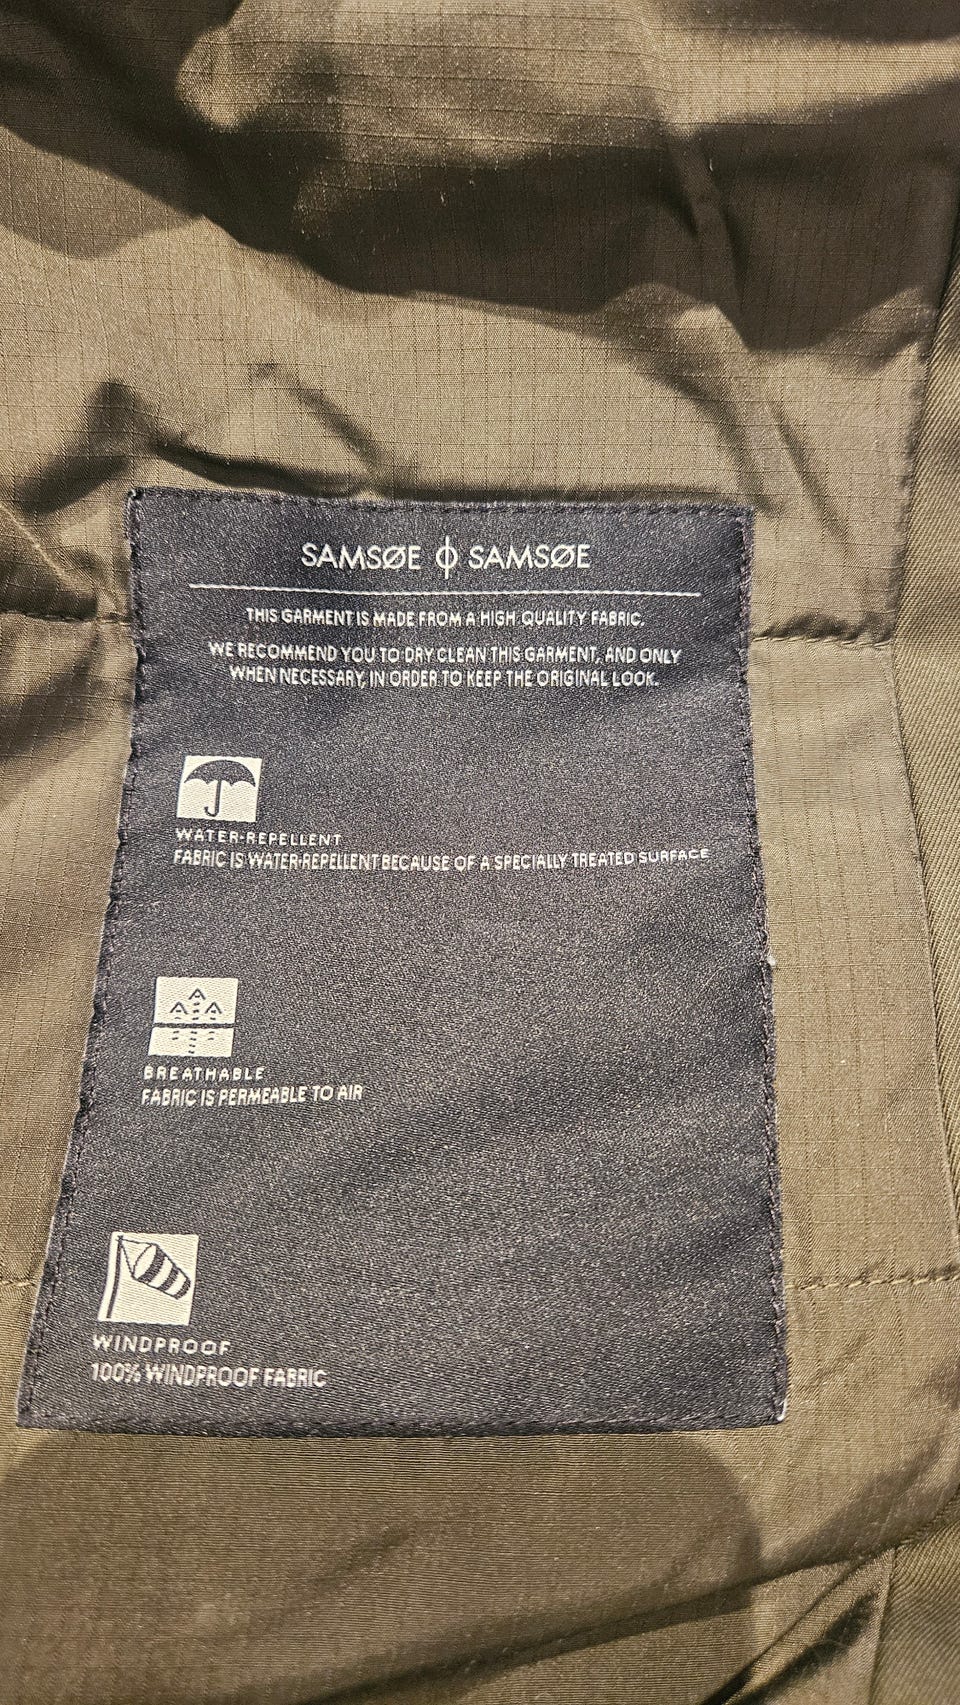 SAMSØE ϕ SAMSØE
THIS GARMENT IS MADE FROM A HIGH QUALITY FABRIC.
WE RECOMMEND YOU TO DRY CLEAN THIS GARMENT, AND ONLY
WHEN NECESSARY, IN ORDER TO KEEP THE ORIGINAL LOOK.
WATER-REPELLENT
FABRIC IS WATER-REPELLENT BECAUSE OF A SPECIALLY TREATED SURFACE
BREATHABLE
FABRIC IS PERMEABLE TO AIR
WINDPROOF
100% WINDPROOF FABRIC